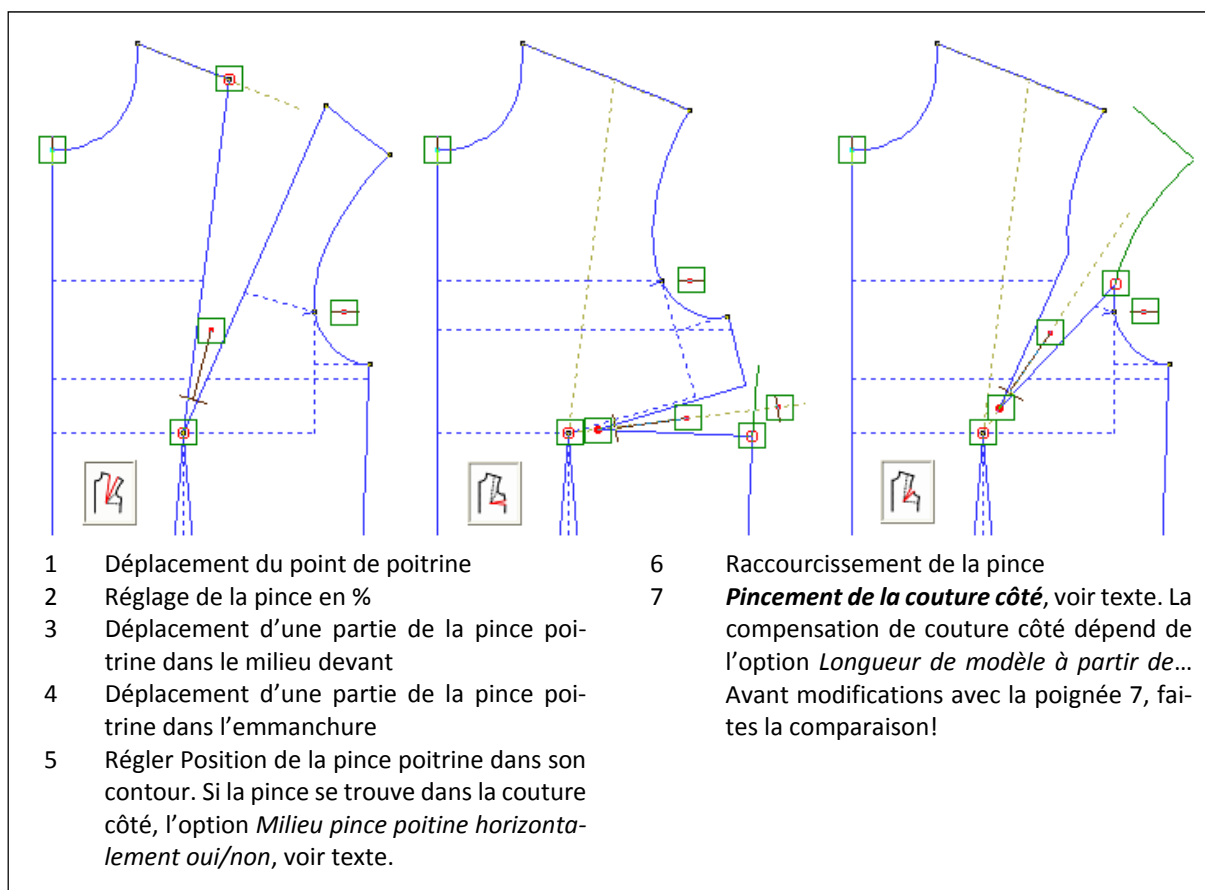 1 Déplacement du point de poitrine
2 Réglage de la pince en %
3 Déplacement d’une partie de la pince poi-
trine dans le milieu devant
4 Déplacement d’une partie de la pince poi-
trine dans l’emmanchure
5 Régler Position de la pince poitrine dans son
contour. Si la pince se trouve dans la couture
côté, l’option Milieu pince poitine horizonta-
lement oui/non, voir texte.
6 Raccourcissement de la pince
7 Pincement de la couture côté, voir texte. La
compensation de couture côté dépend de
l’option Longueur de modèle à partir de…
Avant modifications avec la poignée 7, fai-
tes la comparaison!